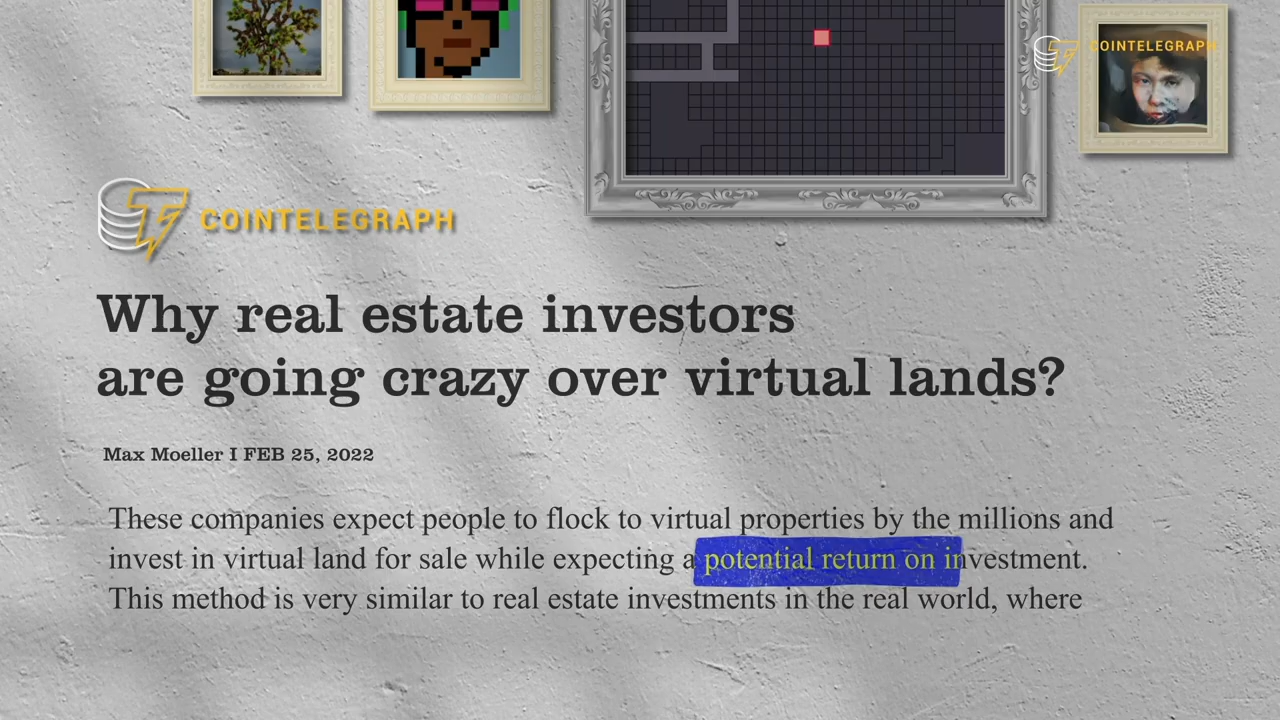 COINTELEGRAPH
COINTELEGRAPH
Why real estate investors
are going crazy over virtual lands?
Max Moeller I FEB 25, 2022
These companies expect people to flock to virtual properties by the millions and
invest in virtual land for sale while expecting a potential return on investment.
This method is very similar to real estate investments in the real world, where